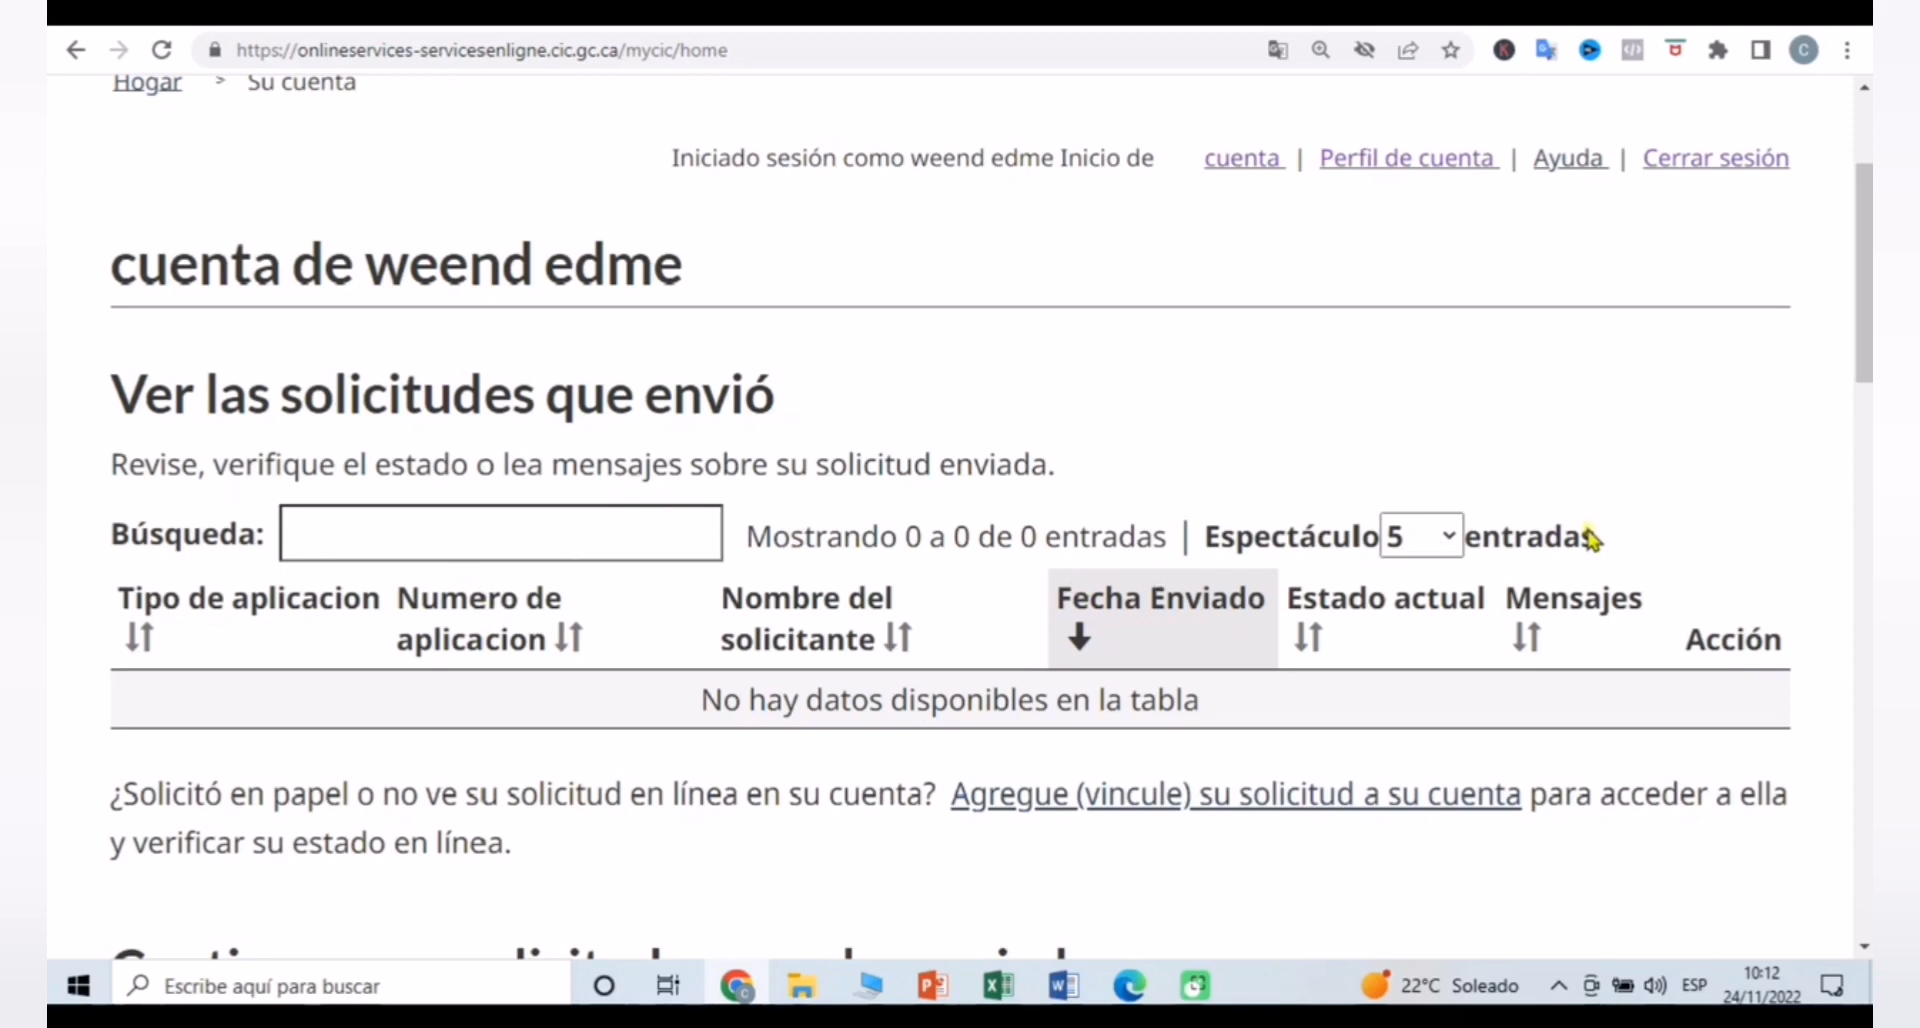 https://onlineservices-servicesenligne.cic.gc.ca/mycic/home
Hogar > Su cuenta
Iniciado sesión como weend edme Inicio de cuenta | Perfil de cuenta | Ayuda | Cerrar sesión
cuenta de weend edme
Ver las solicitudes que envió
Revise, verifique el estado o lea mensajes sobre su solicitud enviada.
Búsqueda: Mostrando 0 a 0 de 0 entradas | Espectáculo 5 entradas
Tipo de aplicacion Numero de Nombre del Fecha Enviado Estado actual Mensajes
aplicacion solicitante Acción
No hay datos disponibles en la tabla
¿Solicitó en papel o no ve su solicitud en línea en su cuenta? Agregue (vincule) su solicitud a su cuenta para acceder a ella
y verificar su estado en línea.
Escribe aquí para buscar 22°C Soleado ESP 10:12
24/11/2022